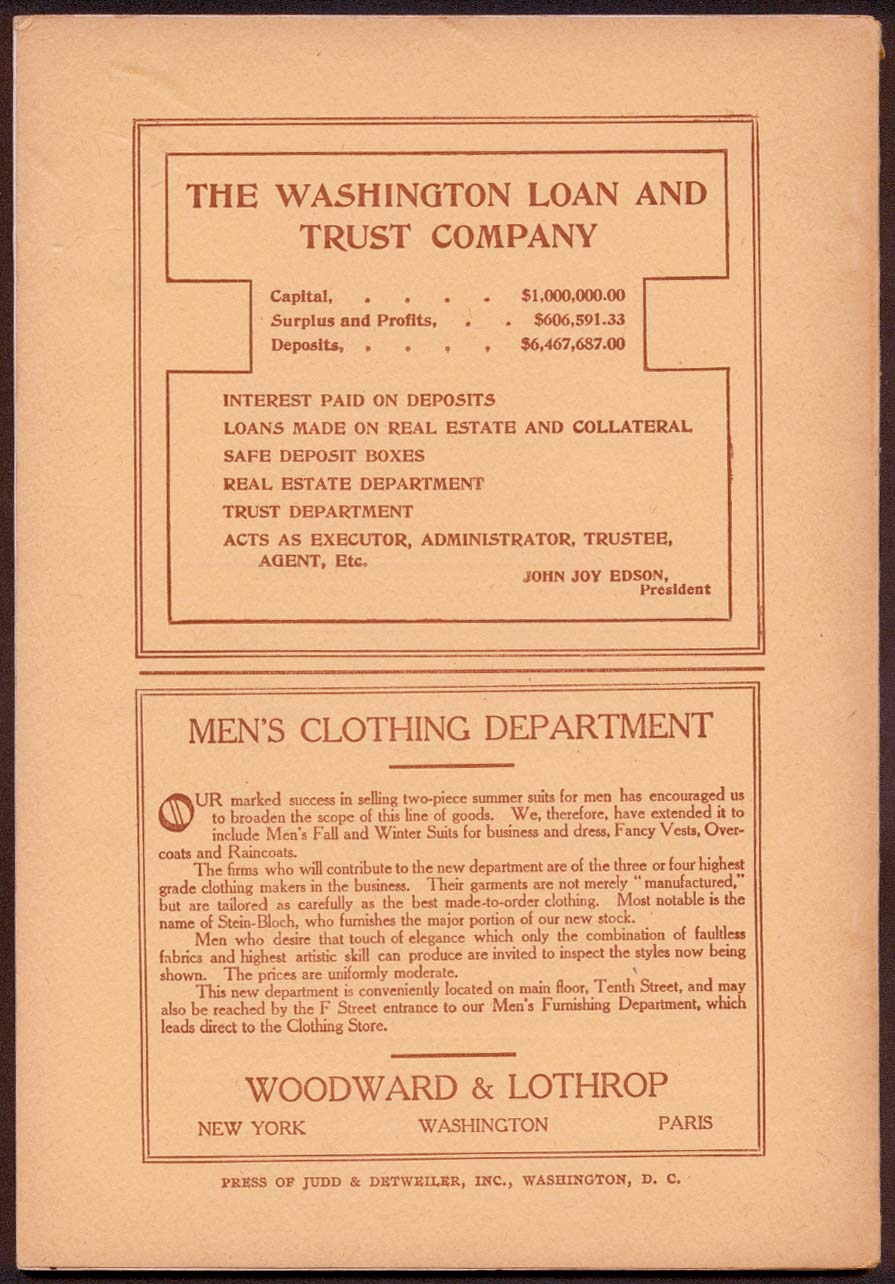 THE WASHINGTON LOAN AND
TRUST COMPANY
Capital, . . . . $1,000,000.00
Surplus and Profits, . . $606,591.33
Deposits, . . . . $6,467,687.00
INTEREST PAID ON DEPOSITS
LOANS MADE ON REAL ESTATE AND COLLATERAL
SAFE DEPOSIT BOXES
REAL ESTATE DEPARTMENT
TRUST DEPARTMENT
ACTS AS EXECUTOR, ADMINISTRATOR, TRUSTEE,
AGENT, Etc.
JOHN JOY EDSON,
President
MEN'S CLOTHING DEPARTMENT
OUR marked success in selling two-piece summer suits for men has encouraged us
to broaden the scope of this line of goods. We, therefore, have extended it to
include Men's Fall and Winter Suits for business and dress, Fancy Vests, Over-
coats and Raincoats.
The firms who will contribute to the new department are of the three or four highest
grade clothing makers in the business. Their garments are not merely "manufactured,"
but are tailored as carefully as the best made-to-order clothing. Most notable is the
name of Stein-Bloch, who furnishes the major portion of our new stock.
Men who desire that touch of elegance which only the combination of faultless
fabrics and highest artistic skill can produce are invited to inspect the styles now being
shown. The prices are uniformly moderate.
This new department is conveniently located on main floor, Tenth Street, and may
also be reached by the F Street entrance to our Men's Furnishing Department, which
leads direct to the Clothing Store.
WOODWARD & LOTHROP
NEW YORK WASHINGTON PARIS
PRESS OF JUDD & DETWEILER, INC., WASHINGTON, D. C.